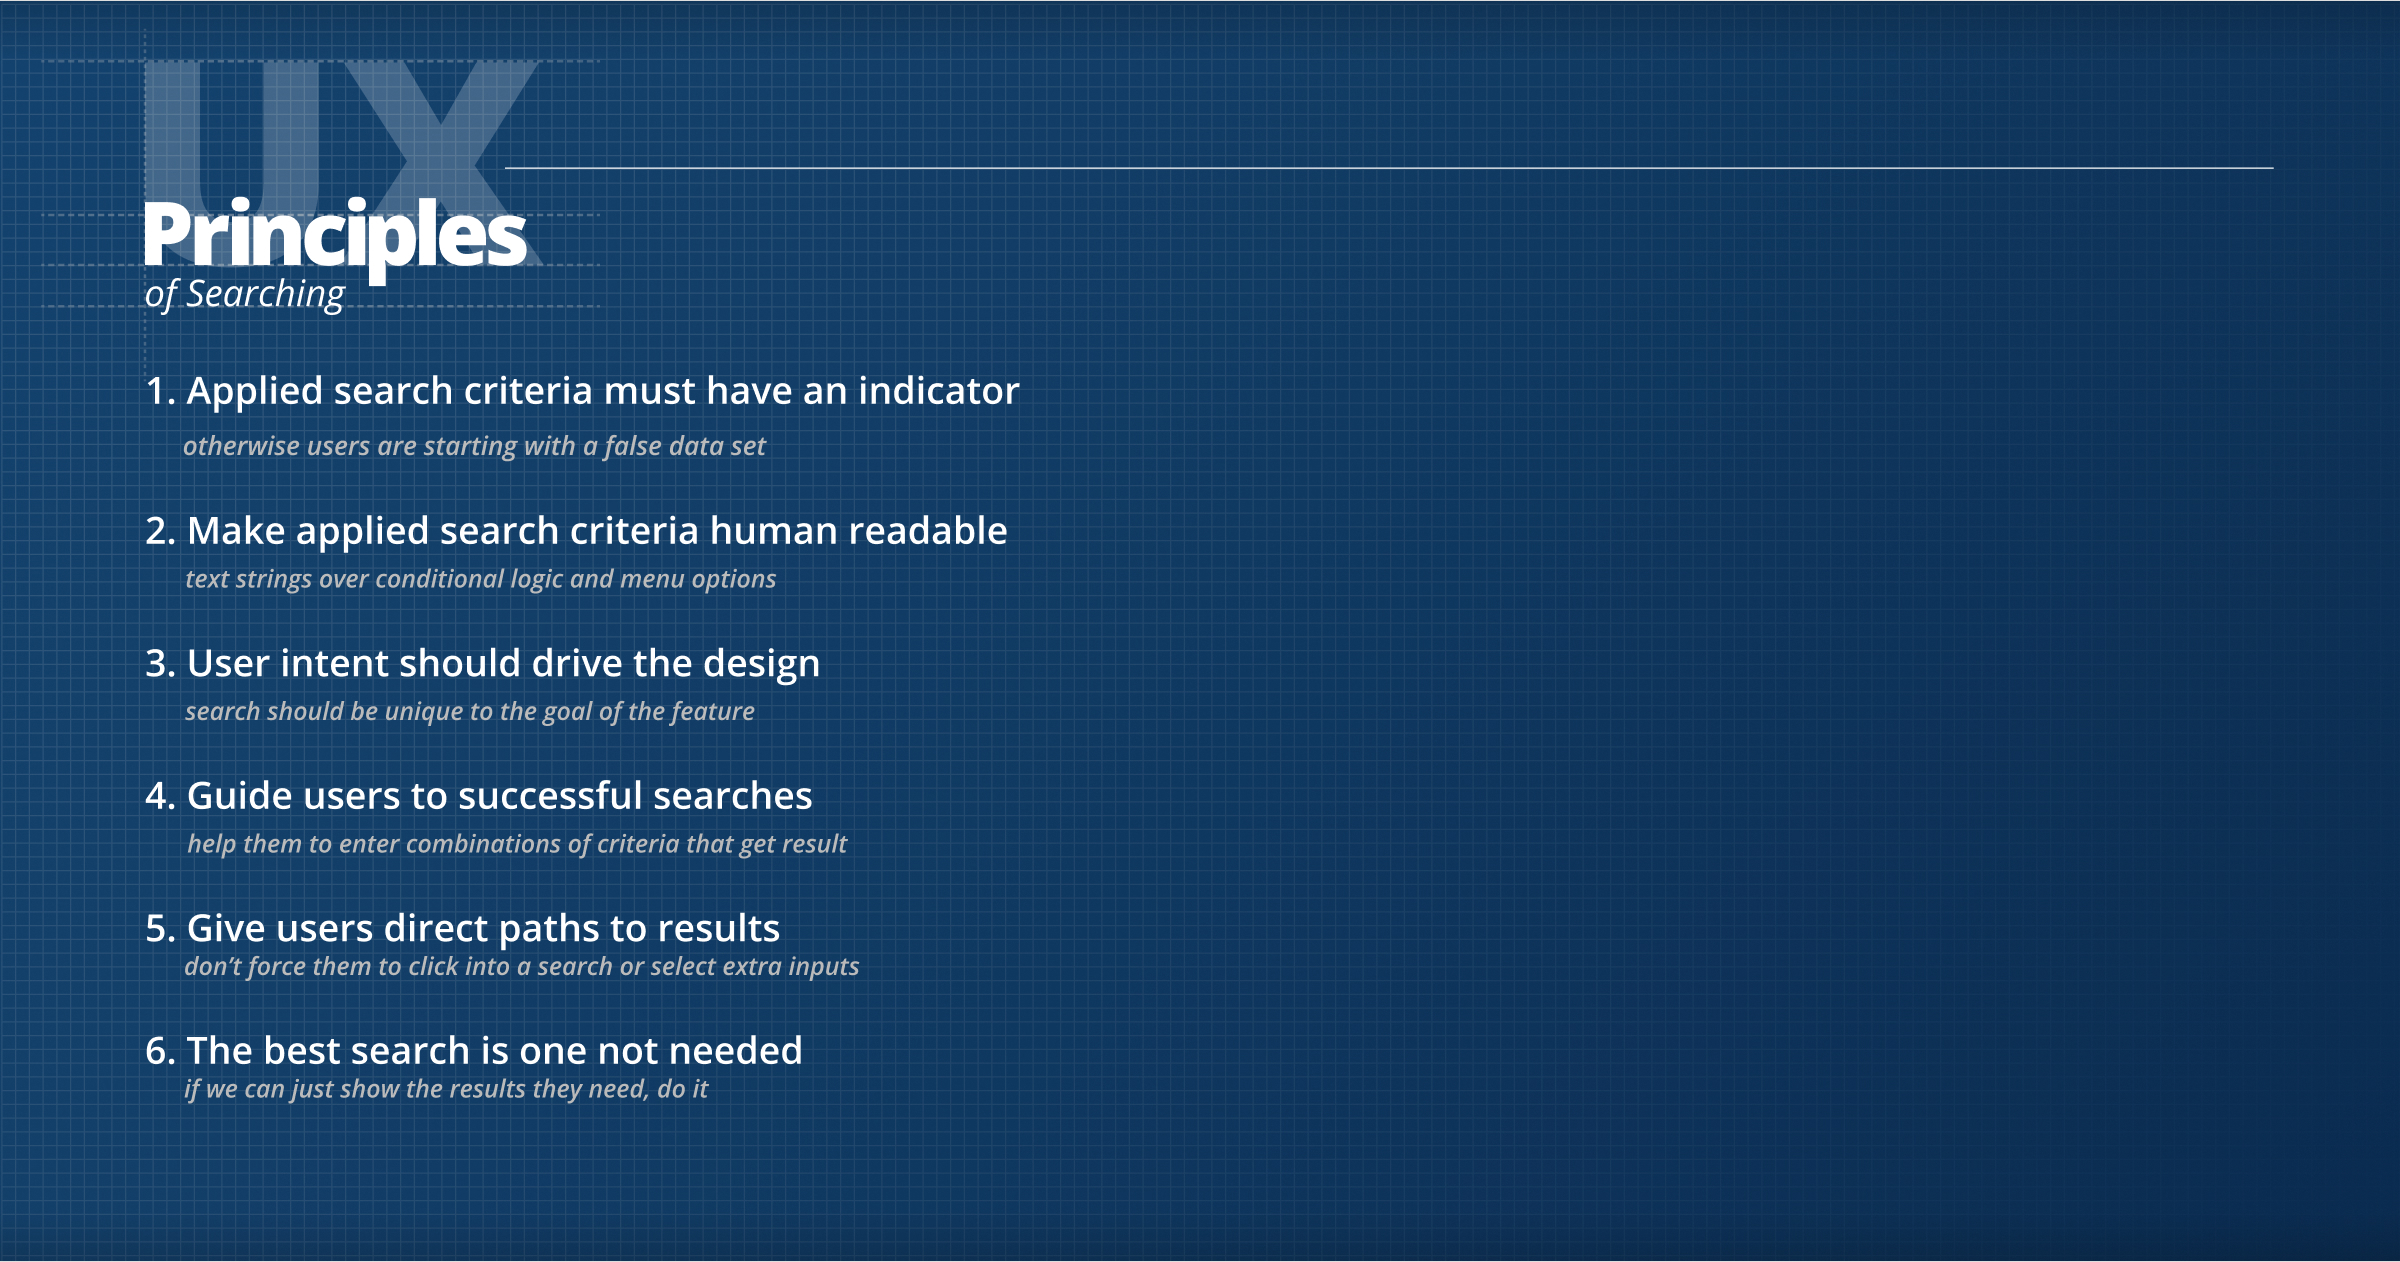 UX
Principles
of Searching
1. Applied search criteria must have an indicator
otherwise users are starting with a false data set
2. Make applied search criteria human readable
text strings over conditional logic and menu options
3. User intent should drive the design
search should be unique to the goal of the feature
4. Guide users to successful searches
help them to enter combinations of criteria that get result
5. Give users direct paths to results
don’t force them to click into a search or select extra inputs
6. The best search is one not needed
if we can just show the results they need, do it